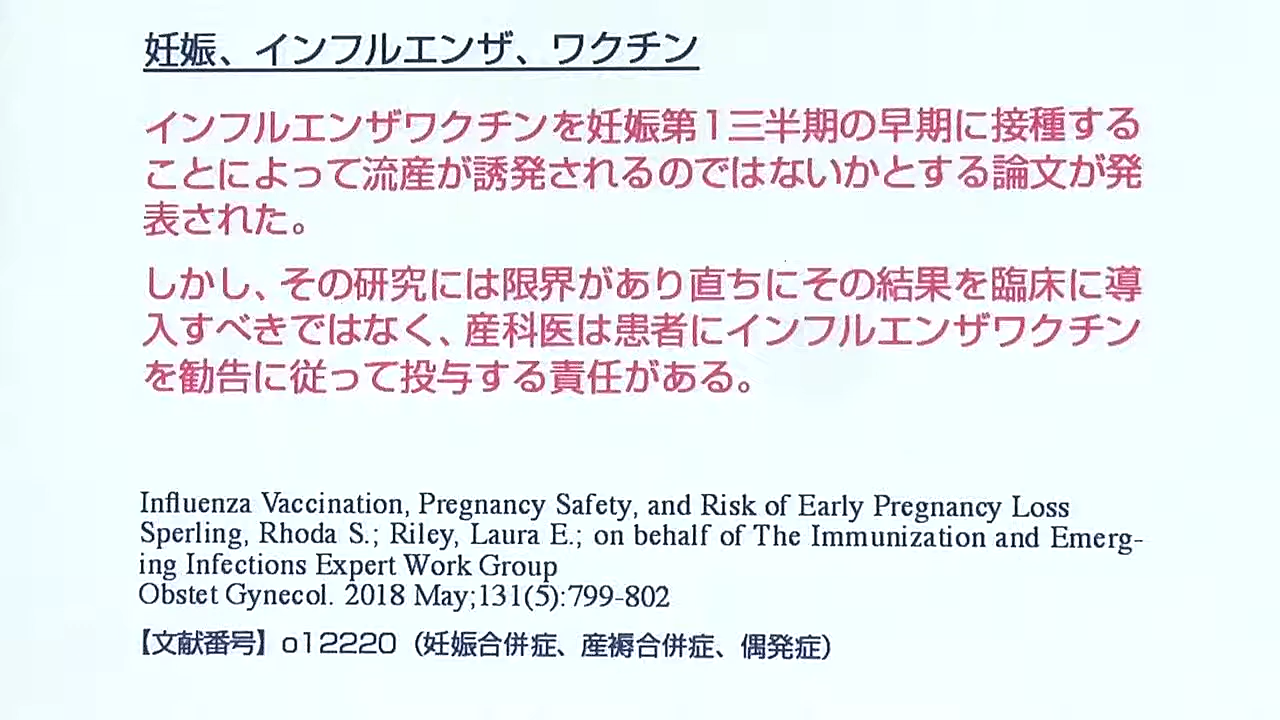 妊娠、インフルエンザ、ワクチン
インフルエンザワクチンを妊娠第1三半期の早期に接種する
ことによって流産が誘発されるのではないかとする論文が発
表された。
しかし、その研究には限界があり直ちにその結果を臨床に導
入すべきではなく、産科医は患者にインフルエンザワクチン
を勧告に従って投与する責任がある。
Influenza Vaccination, Pregnancy Safety, and Risk of Early Pregnancy Loss
Sperling, Rhoda S.; Riley, Laura E.; on behalf of The Immunization and Emerg-
ing Infections Expert Work Group
Obstet Gynecol. 2018 May;131(5):799-802
【文献番号】o12220（妊娠合併症、産褥合併症、偶発症）